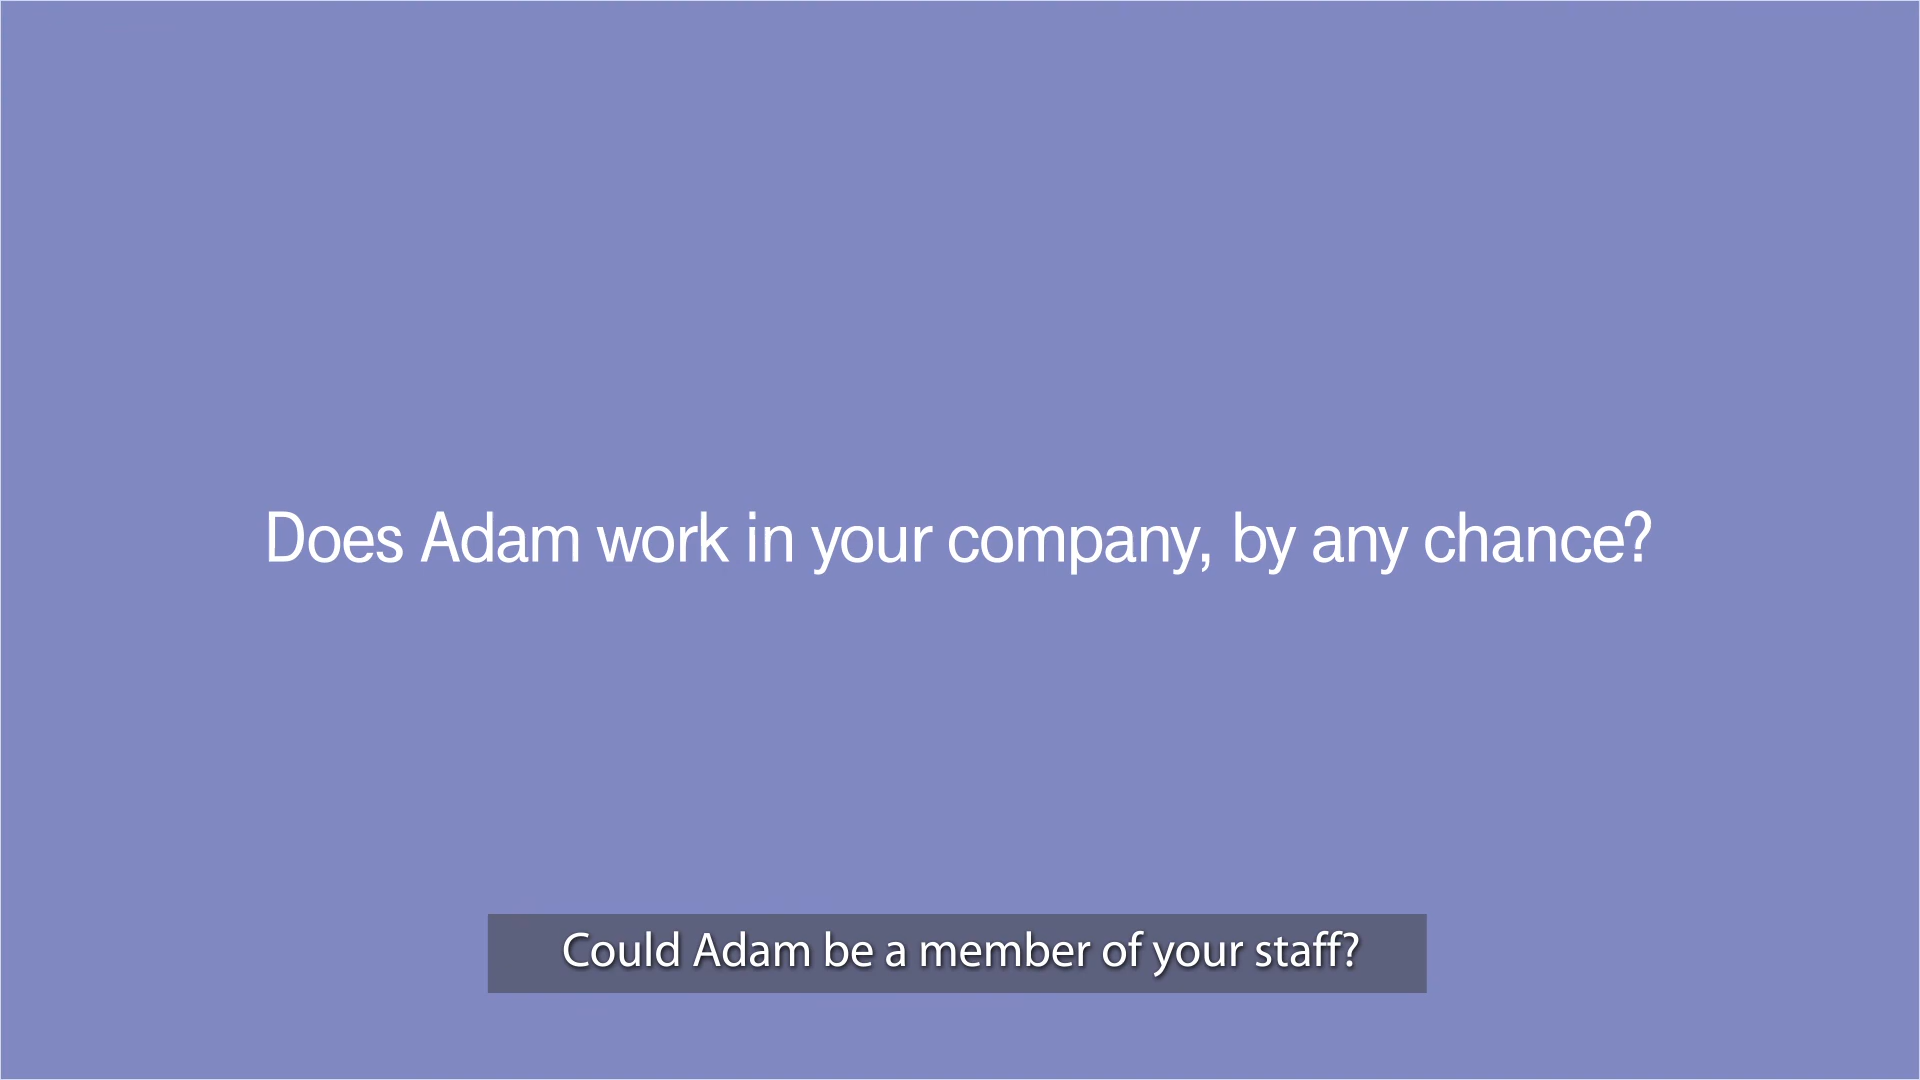 Does Adam work in your company, by any chance?
Could Adam be a member of your staff?